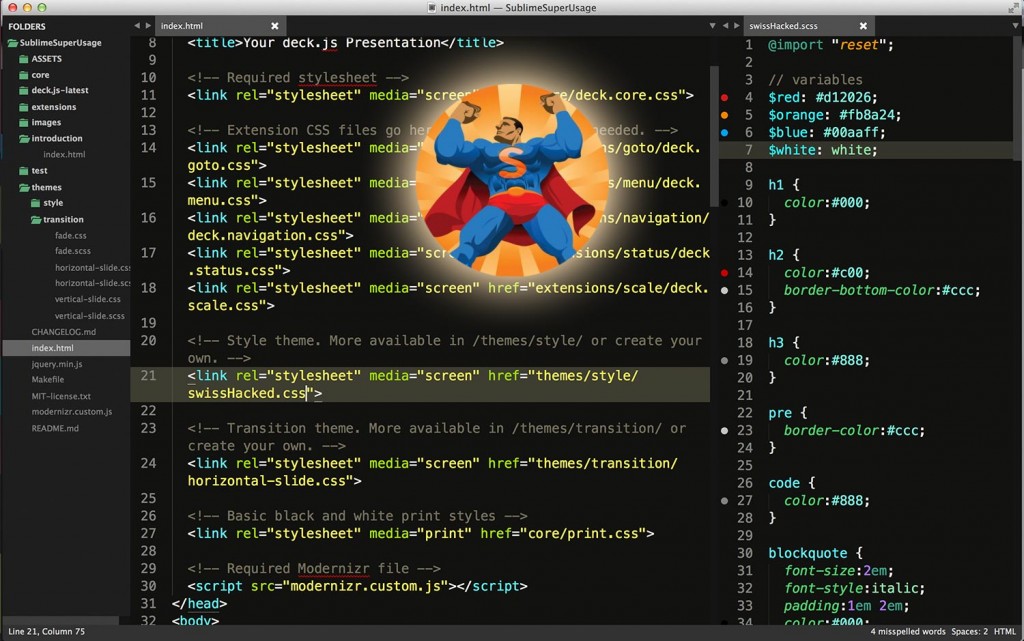 index.html — SublimeSuperUsage
FOLDERS
SublimeSuperUsage
ASSETS
core
deck.js-latest
extensions
images
introduction
index.html
test
themes
style
transition
fade.css
fade.scss
horizontal-slide.css
horizontal-slide.sc
vertical-slide.css
vertical-slide.scss
CHANGELOG.md
index.html
jquery.min.js
Makefile
MIT-license.txt
modernizr.custom.js
README.md
index.html
8 <title>Your deck.js Presentation</title>
9
10 <!-- Required stylesheet -->
11 <link rel="stylesheet" media="screen e/deck.core.css">
12
13 <!-- Extension CSS files go her eeded. -->
14 <link rel="stylesheet" media= s/goto/deck.
goto.css">
15 <link rel="stylesheet" media= s/menu/deck.
menu.css">
16 <link rel="stylesheet" media= s/navigation/
deck.navigation.css">
17 <link rel="stylesheet" media="scr nsions/status/deck
.status.css">
18 <link rel="stylesheet" media="screen" href="extensions/scale/deck.
scale.css">
19
20 <!-- Style theme. More available in /themes/style/ or create your
own. -->
21 <link rel="stylesheet" media="screen" href="themes/style/
swissHacked.css">
22
23 <!-- Transition theme. More available in /themes/transition/ or
create your own. -->
24 <link rel="stylesheet" media="screen" href="themes/transition/
horizontal-slide.css">
25
26 <!-- Basic black and white print styles -->
27 <link rel="stylesheet" media="print" href="core/print.css">
28
29 <!-- Required Modernizr file -->
30 <script src="modernizr.custom.js"></script>
31 </head>
32 <body>
S
swissHacked.scss
1 @import "reset";
2
3 // variables
4 $red: #d12026;
5 $orange: #fb8a24;
6 $blue: #00aaff;
7 $white: white;
8
9 h1 {
10 color:#000;
11 }
12
13 h2 {
14 color:#c00;
15 border-bottom-color:#ccc;
16 }
17
18 h3 {
19 color:#888;
20 }
21
22 pre {
23 border-color:#ccc;
24 }
25
26 code {
27 color:#888;
28 }
29
30 blockquote {
31 font-size:2em;
32 font-style:italic;
33 padding:1em 2em;
34 color:#000;
Line 21, Column 75
4 misspelled words Spaces: 2 HTML